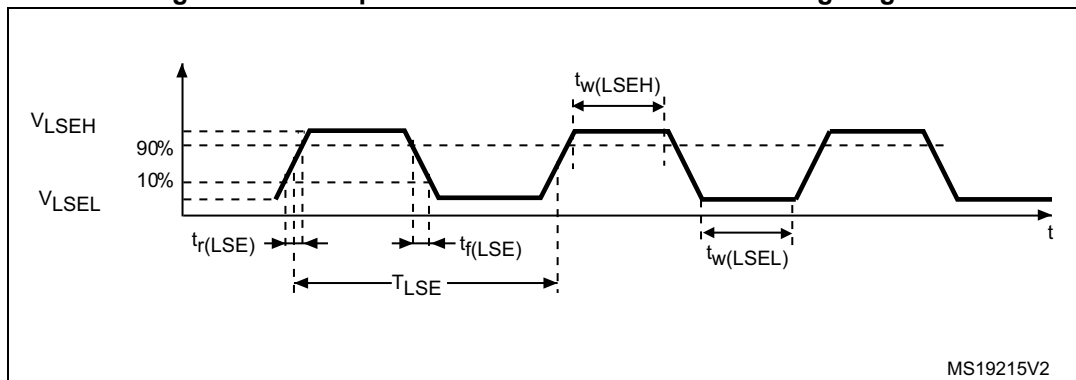 tw(LSEH)
VLSEH
90%
10%
VLSEL
tr(LSE)
tf(LSE)
t
tw(LSEL)
TLSE
MS19215V2